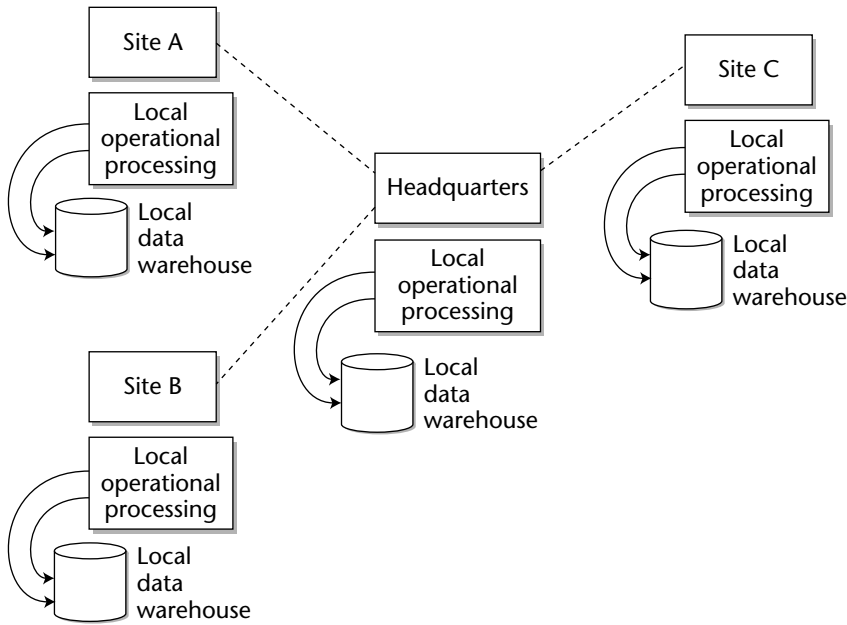 Site A
Local
operational
processing
Local
data
warehouse
Site B
Local
operational
processing
Local
data
warehouse
Headquarters
Local
operational
processing
Local
data
warehouse
Site C
Local
operational
processing
Local
data
warehouse